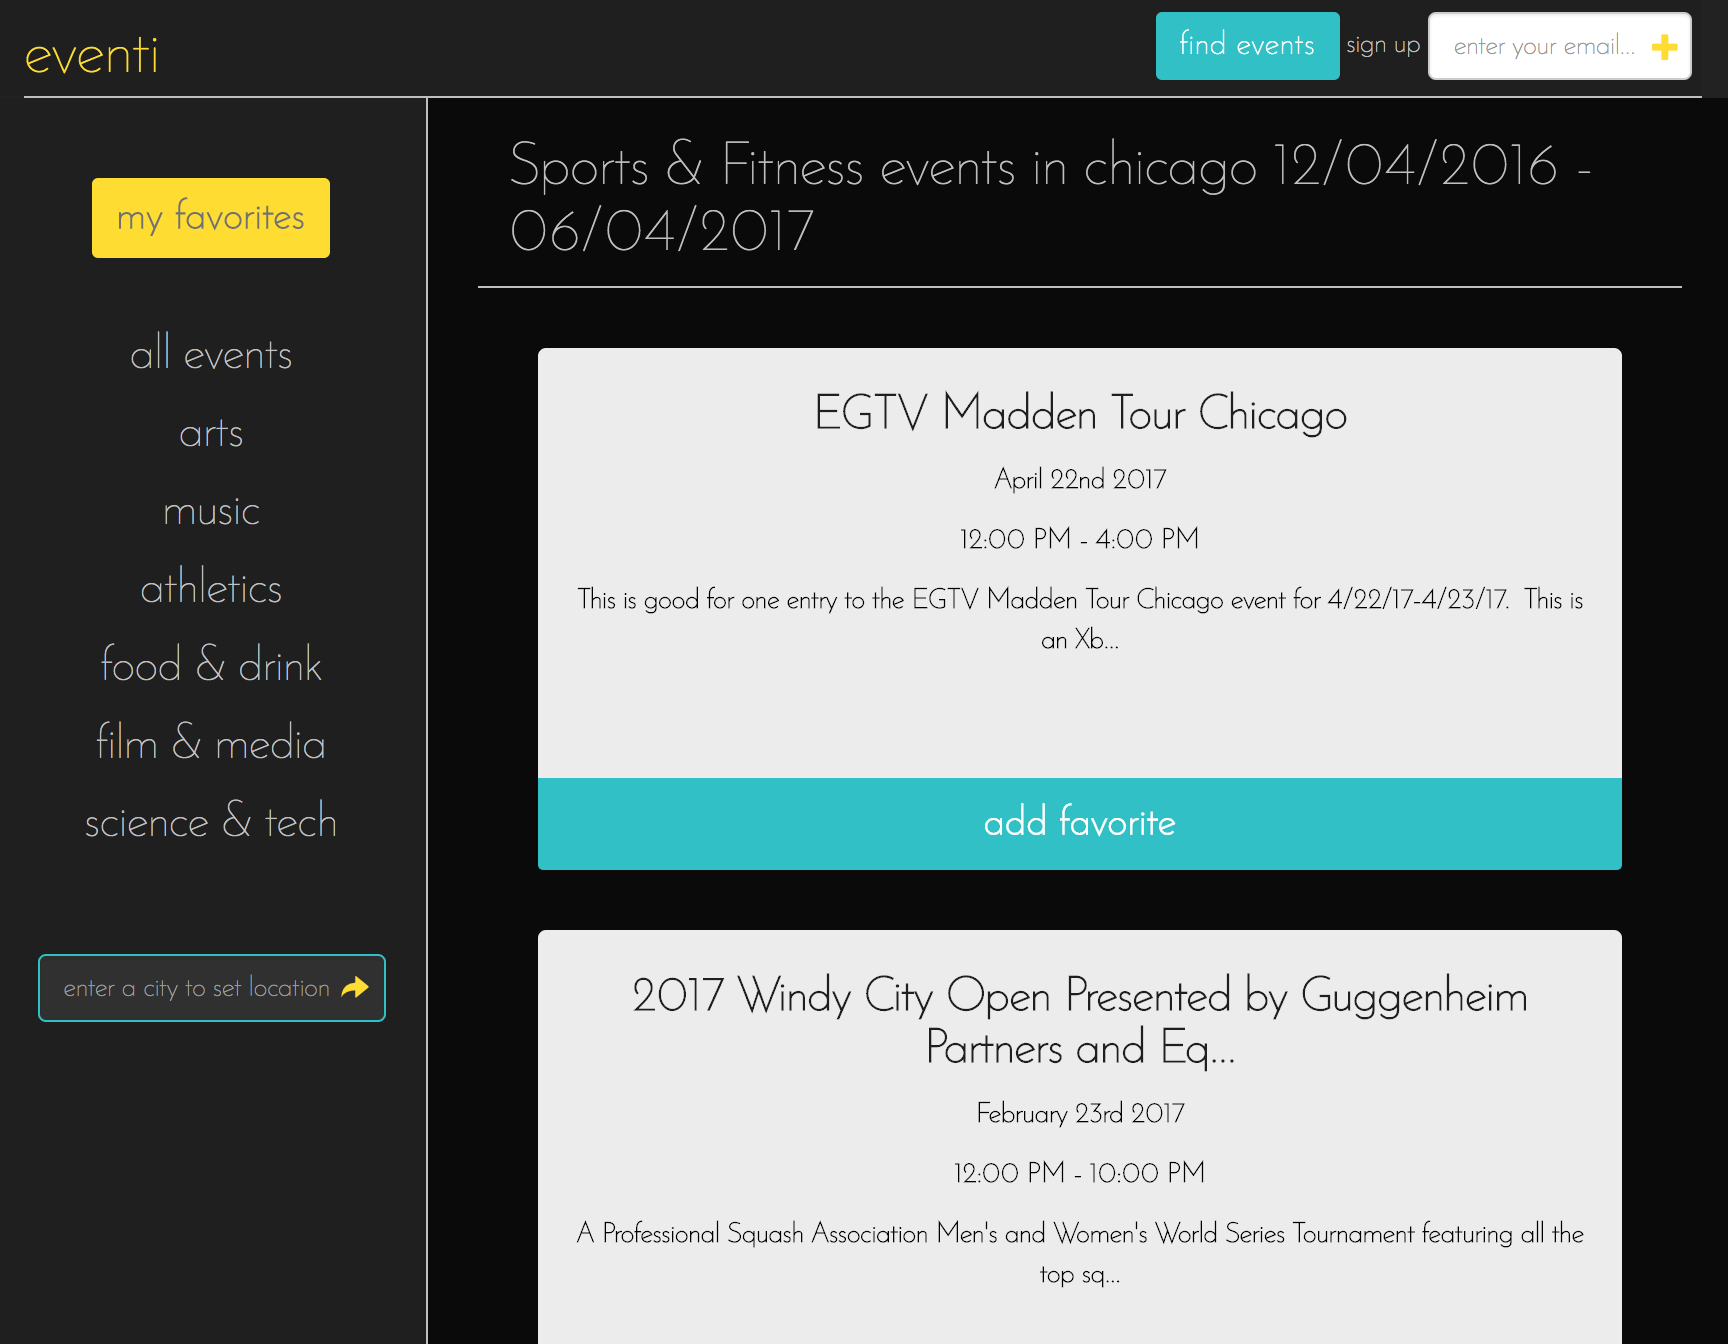 eventi
find events
sign up
enter your email...
my favorites
all events
arts
music
athletics
food & drink
film & media
science & tech
enter a city to set location
Sports & Fitness events in chicago 12/04/2016 -
06/04/2017
EGTV Madden Tour Chicago
April 22nd 2017
12:00 PM - 4:00 PM
This is good for one entry to the EGTV Madden Tour Chicago event for 4/22/17-4/23/17.  This is
an Xb...
add favorite
2017 Windy City Open Presented by Guggenheim
Partners and Eq...
February 23rd 2017
12:00 PM - 10:00 PM
A Professional Squash Association Men's and Women's World Series Tournament featuring all the
top sq...